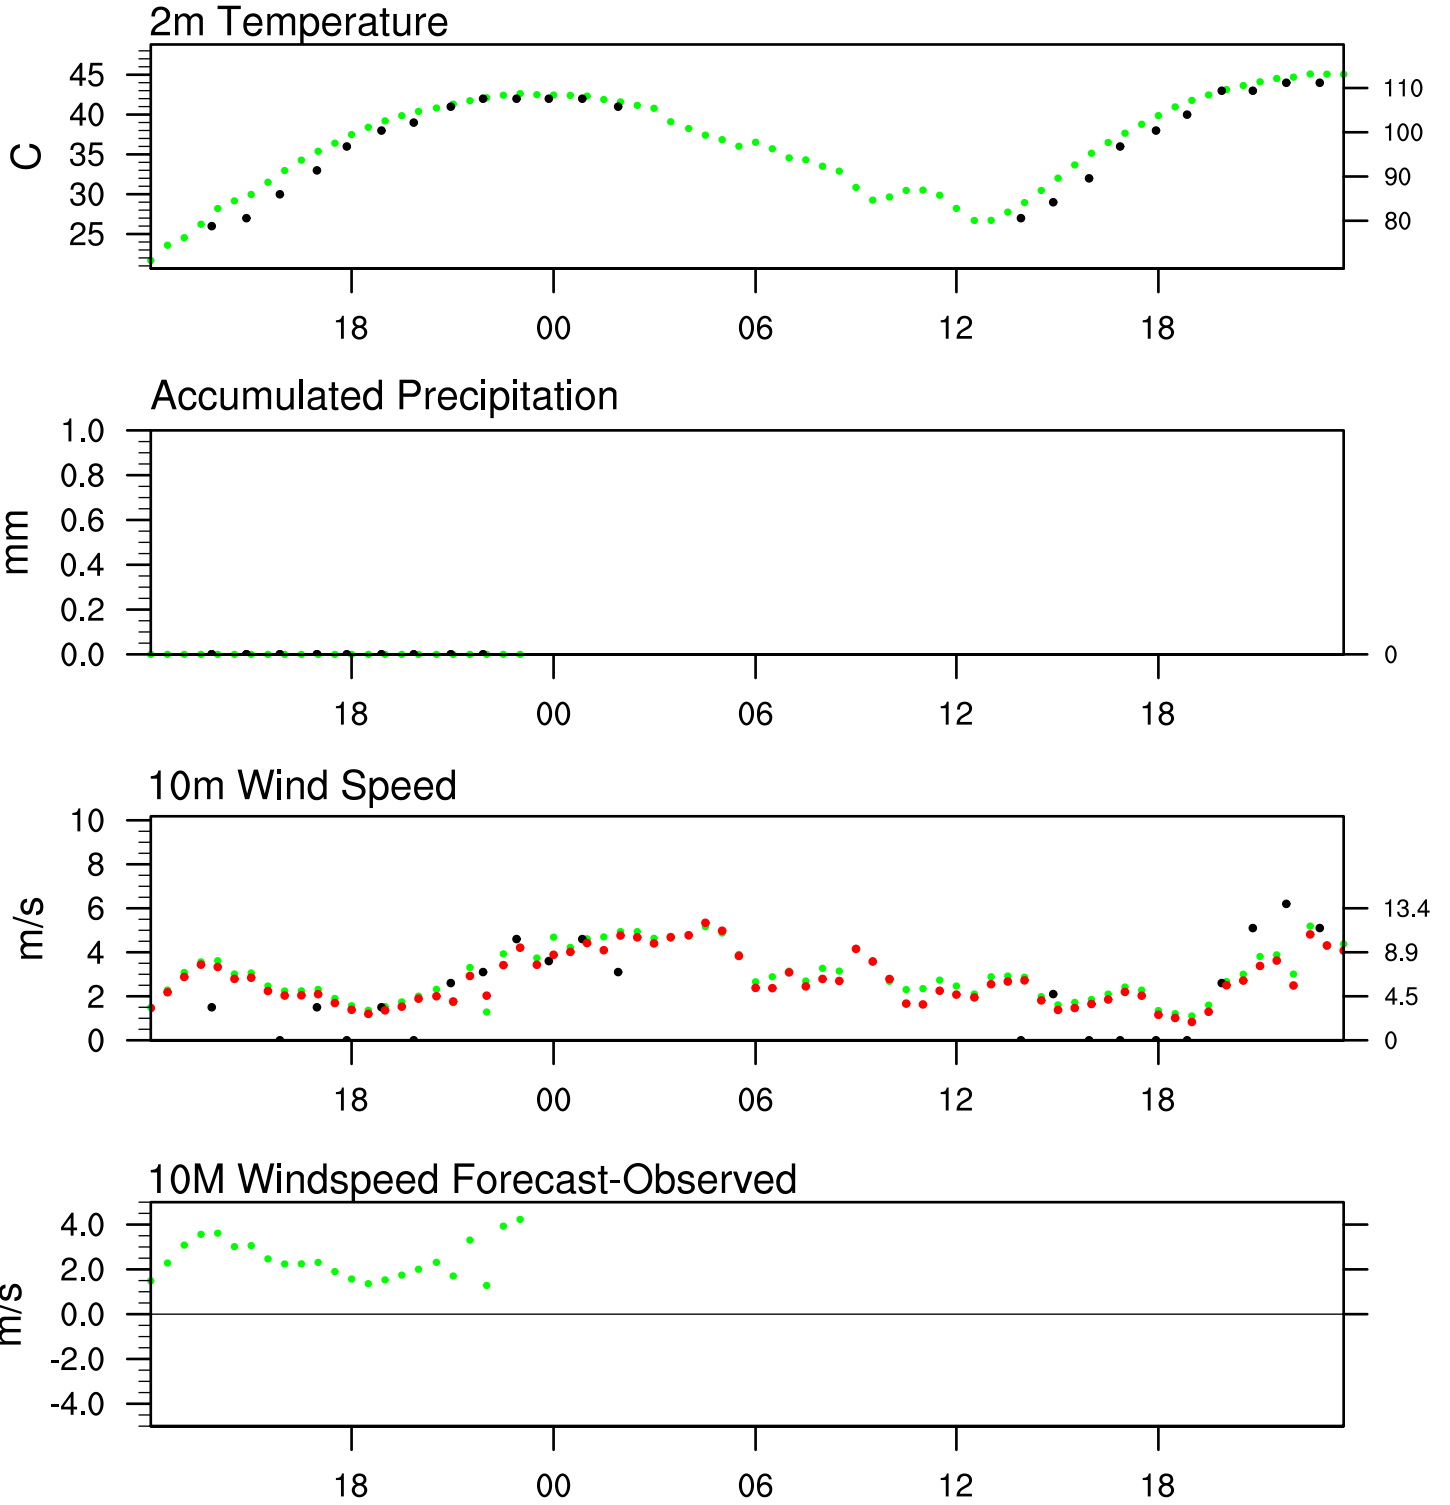 2m Temperature
45
40
35
30
25
C
110
100
90
80
18 00 06 12 18
Accumulated Precipitation
1.0
0.8
0.6
0.4
0.2
0.0
mm
0
18 00 06 12 18
10m Wind Speed
10
8
6
4
2
0
m/s
13.4
8.9
4.5
0
18 00 06 12 18
10M Windspeed Forecast-Observed
4.0
2.0
0.0
-2.0
-4.0
m/s
18 00 06 12 18